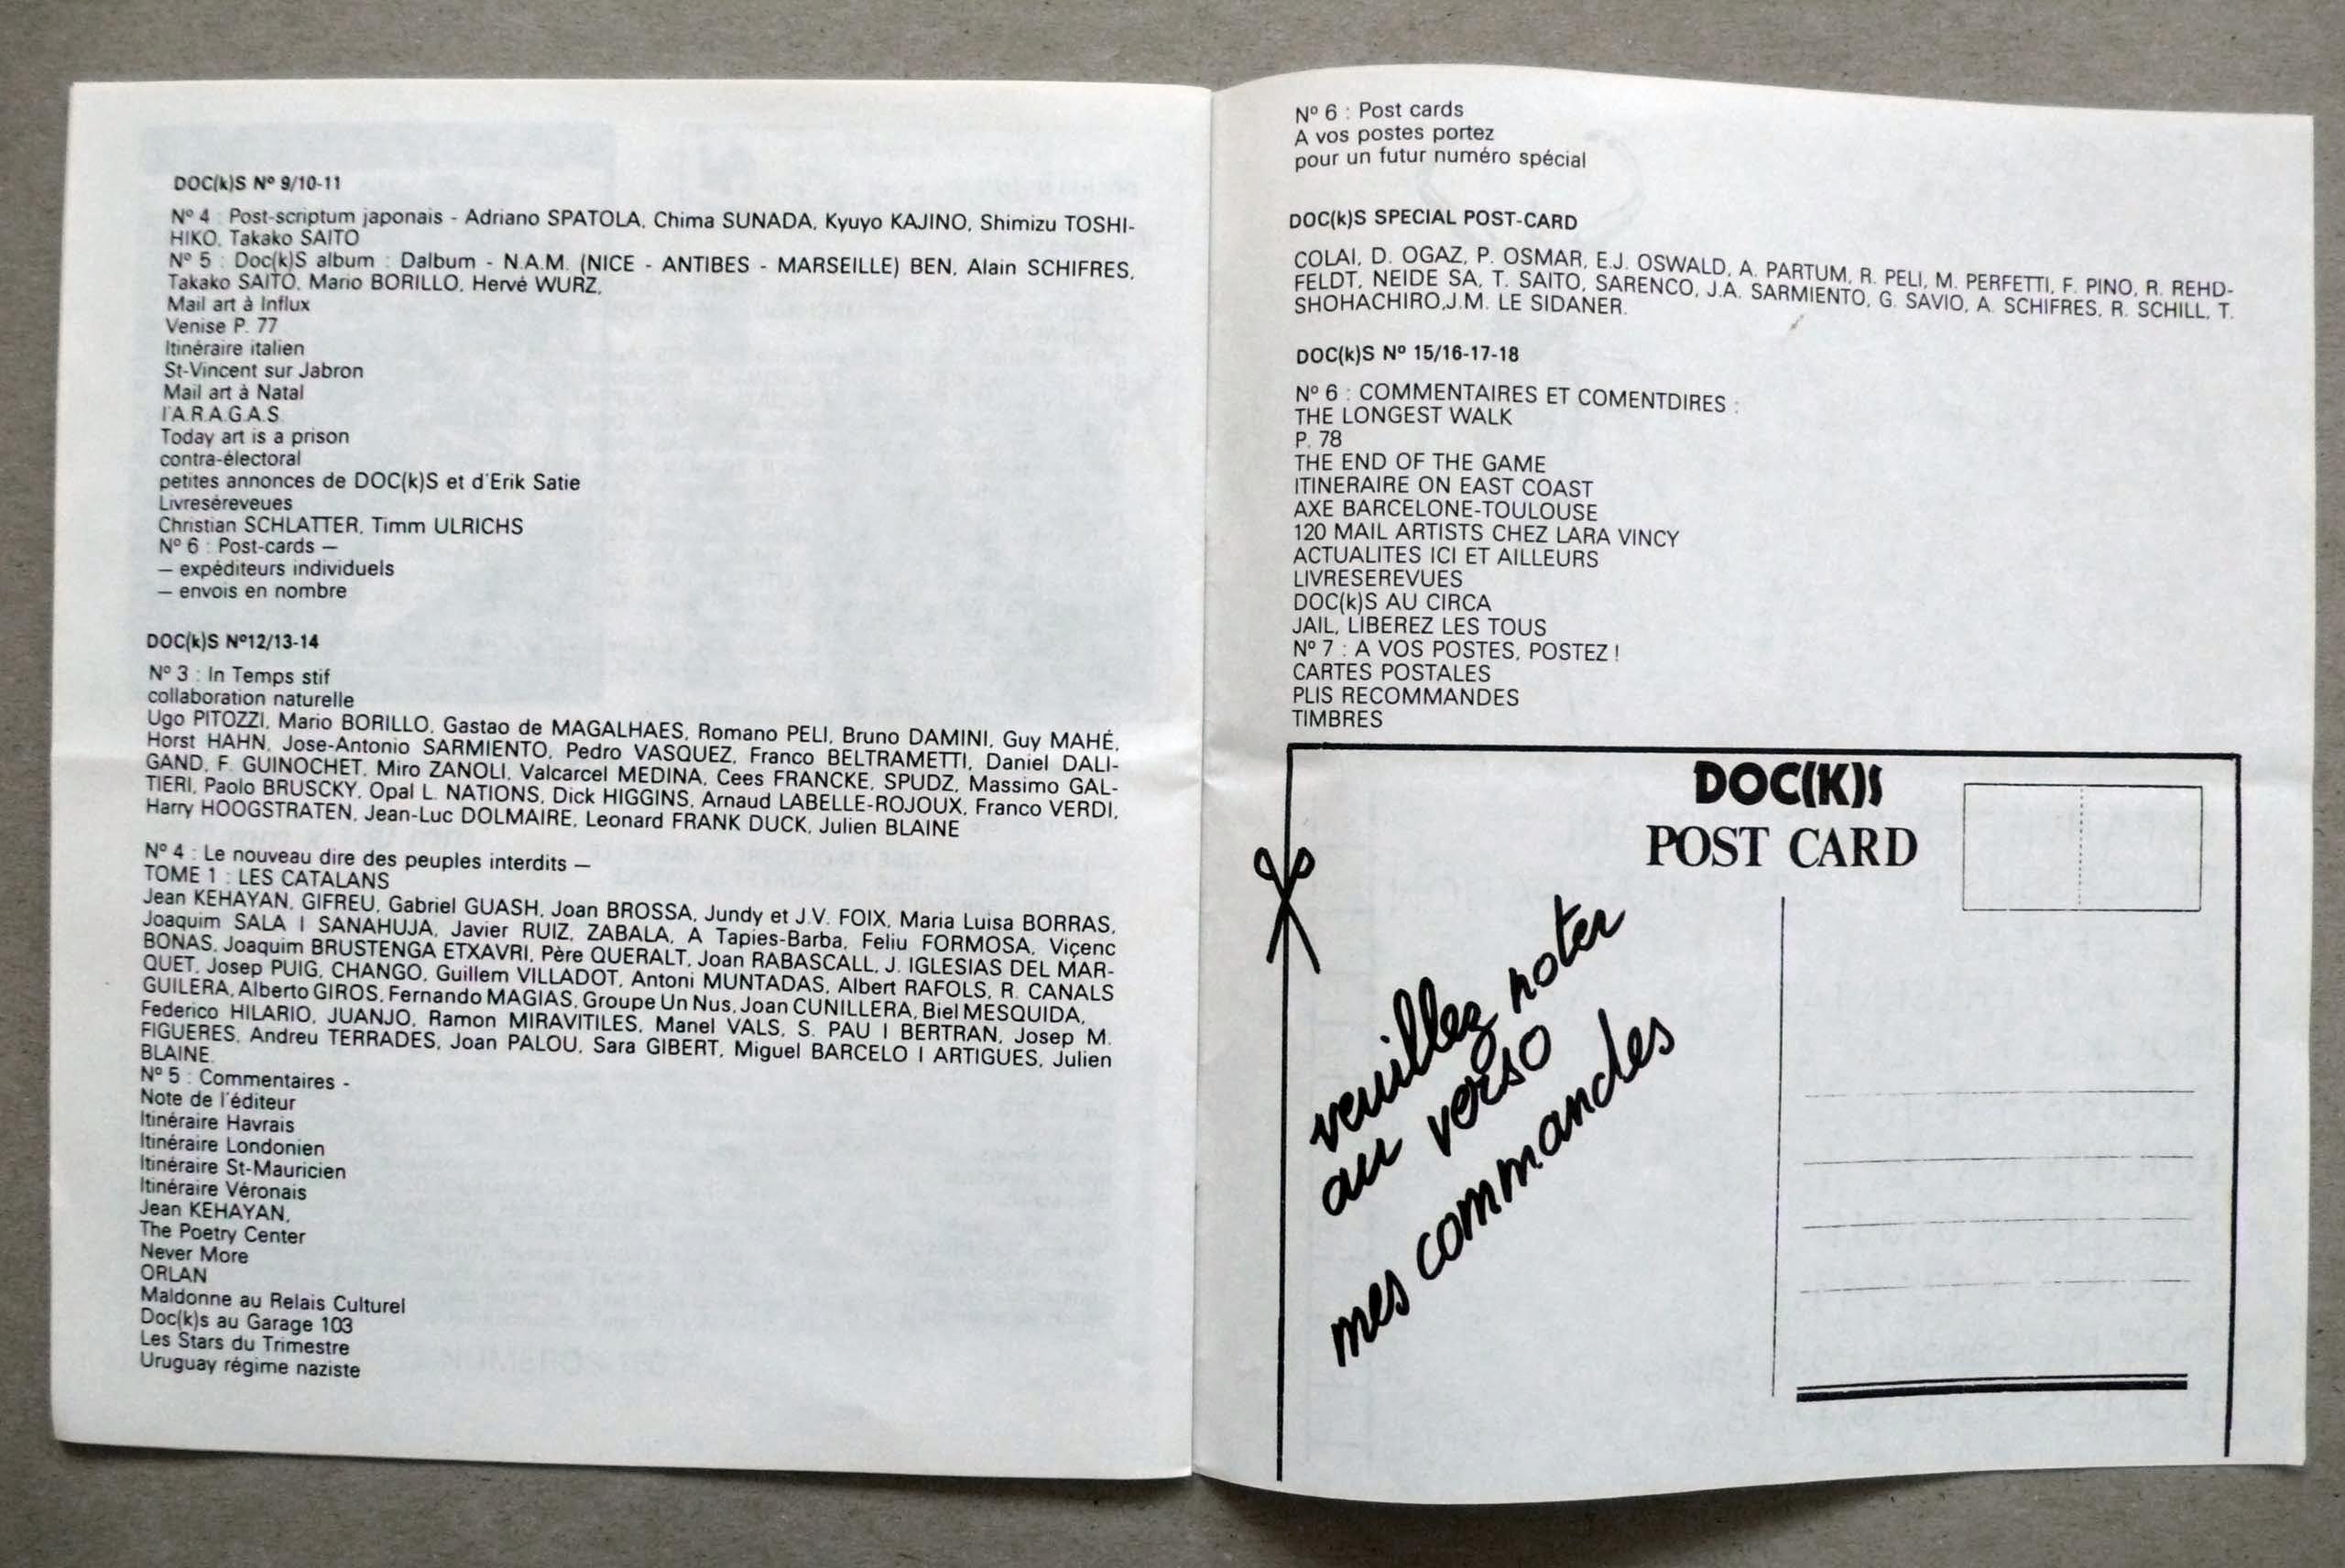 DOC(k)S Nº 9/10-11
Nº 4 : Post-scriptum japonais - Adriano SPATOLA, Chima SUNADA, Kyuyo KAJINO, Shimizu TOSHI-
HIKO, Takako SAITO
Nº 5 : Doc(k)S album : Dalbum - N.A.M. (NICE - ANTIBES - MARSEILLE) BEN, Alain SCHIFRES,
Takako SAITO, Mario BORILLO, Hervé WURZ,
Mail art à Influx
Venise P. 77
Itinéraire italien
St-Vincent sur Jabron
Mail art à Natal
l'A.R.A.G.A.S.
Today art is a prison
contra-électoral
petites annonces de DOC(k)S et d'Erik Satie
Livreséreveues
Christian SCHLATTER, Timm ULRICHS
Nº 6 : Post-cards —
— expéditeurs individuels
— envois en nombre
DOC(k)S Nº12/13-14
Nº 3 : In Temps stif
collaboration naturelle
Ugo PITOZZI, Mario BORILLO, Gastao de MAGALHAES, Romano PELI, Bruno DAMINI, Guy MAHÉ,
Horst HAHN, Jose-Antonio SARMIENTO, Pedro VASQUEZ, Franco BELTRAMETTI, Daniel DALI-
GAND, F. GUINOCHET, Miro ZANOLI, Valcarcel MEDINA, Cees FRANCKE, SPUDZ, Massimo GAL-
TIERI, Paolo BRUSCKY, Opal L. NATIONS, Dick HIGGINS, Arnaud LABELLE-ROJOUX, Franco VERDI,
Harry HOOGSTRATEN, Jean-Luc DOLMAIRE, Leonard FRANK DUCK, Julien BLAINE
Nº 4 : Le nouveau dire des peuples interdits —
TOME 1 : LES CATALANS
Jean KEHAYAN, GIFREU, Gabriel GUASH, Joan BROSSA, Jundy et J.V. FOIX, Maria Luisa BORRAS,
Joaquim SALA I SANAHUJA, Javier RUIZ, ZABALA, A Tapies-Barba, Feliu FORMOSA, Viçenc
BONAS, Joaquim BRUSTENGA ETXAVRI, Père QUERALT, Joan RABASCALL, J. IGLESIAS DEL MAR-
QUET, Josep PUIG, CHANGO, Guillem VILLADOT, Antoni MUNTADAS, Albert RAFOLS, R. CANALS
GUILERA, Alberto GIROS, Fernando MAGIAS, Groupe Un Nus, Joan CUNILLERA, Biel MESQUIDA,
Federico HILARIO, JUANJO, Ramon MIRAVITILES, Manel VALS, S. PAU I BERTRAN, Josep M.
FIGUERES, Andreu TERRADES, Joan PALOU, Sara GIBERT, Miguel BARCELO I ARTIGUES, Julien
BLAINE.
Nº 5 : Commentaires -
Note de l'éditeur
Itinéraire Havrais
Itinéraire Londonien
Itinéraire St-Mauricien
Itinéraire Véronais
Jean KEHAYAN,
The Poetry Center
Never More
ORLAN
Maldonne au Relais Culturel
Doc(k)s au Garage 103
Les Stars du Trimestre
Uruguay régime naziste
Nº 6 : Post cards
A vos postes portez
pour un futur numéro spécial
DOC(k)S SPECIAL POST-CARD
COLAI, D. OGAZ, P. OSMAR, E.J. OSWALD, A. PARTUM, R. PELI, M. PERFETTI, F. PINO, R. REHD-
FELDT, NEIDE SA, T. SAITO, SARENCO, J.A. SARMIENTO, G. SAVIO, A. SCHIFRES, R. SCHILL, T.
SHOHACHIRO,J.M. LE SIDANER.
DOC(k)S Nº 15/16-17-18
Nº 6 : COMMENTAIRES ET COMENTDIRES :
THE LONGEST WALK
P. 78
THE END OF THE GAME
ITINERAIRE ON EAST COAST
AXE BARCELONE-TOULOUSE
120 MAIL ARTISTS CHEZ LARA VINCY
ACTUALITES ICI ET AILLEURS
LIVRESEREVUES
DOC(k)S AU CIRCA
JAIL, LIBEREZ LES TOUS
Nº 7 : A VOS POSTES, POSTEZ !
CARTES POSTALES
PLIS RECOMMANDES
TIMBRES
DOC(K)S
POST CARD
veuillez noter
au verso
mes commandes